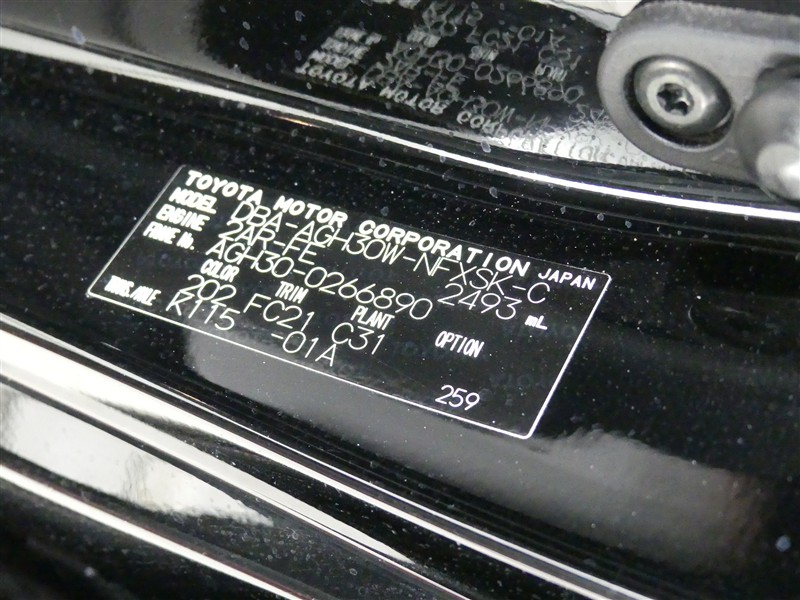 TOYOTA MOTOR CORPORATION JAPAN
MODEL DBA-AGH30W-NFXSK-C
ENGINE 2AR-FE 2493 mL
FRAME No. AGH30-0266890
COLOR TRIM PLANT OPTION
202 FC21 C31
TRANS.AXLE K115 -01A
259